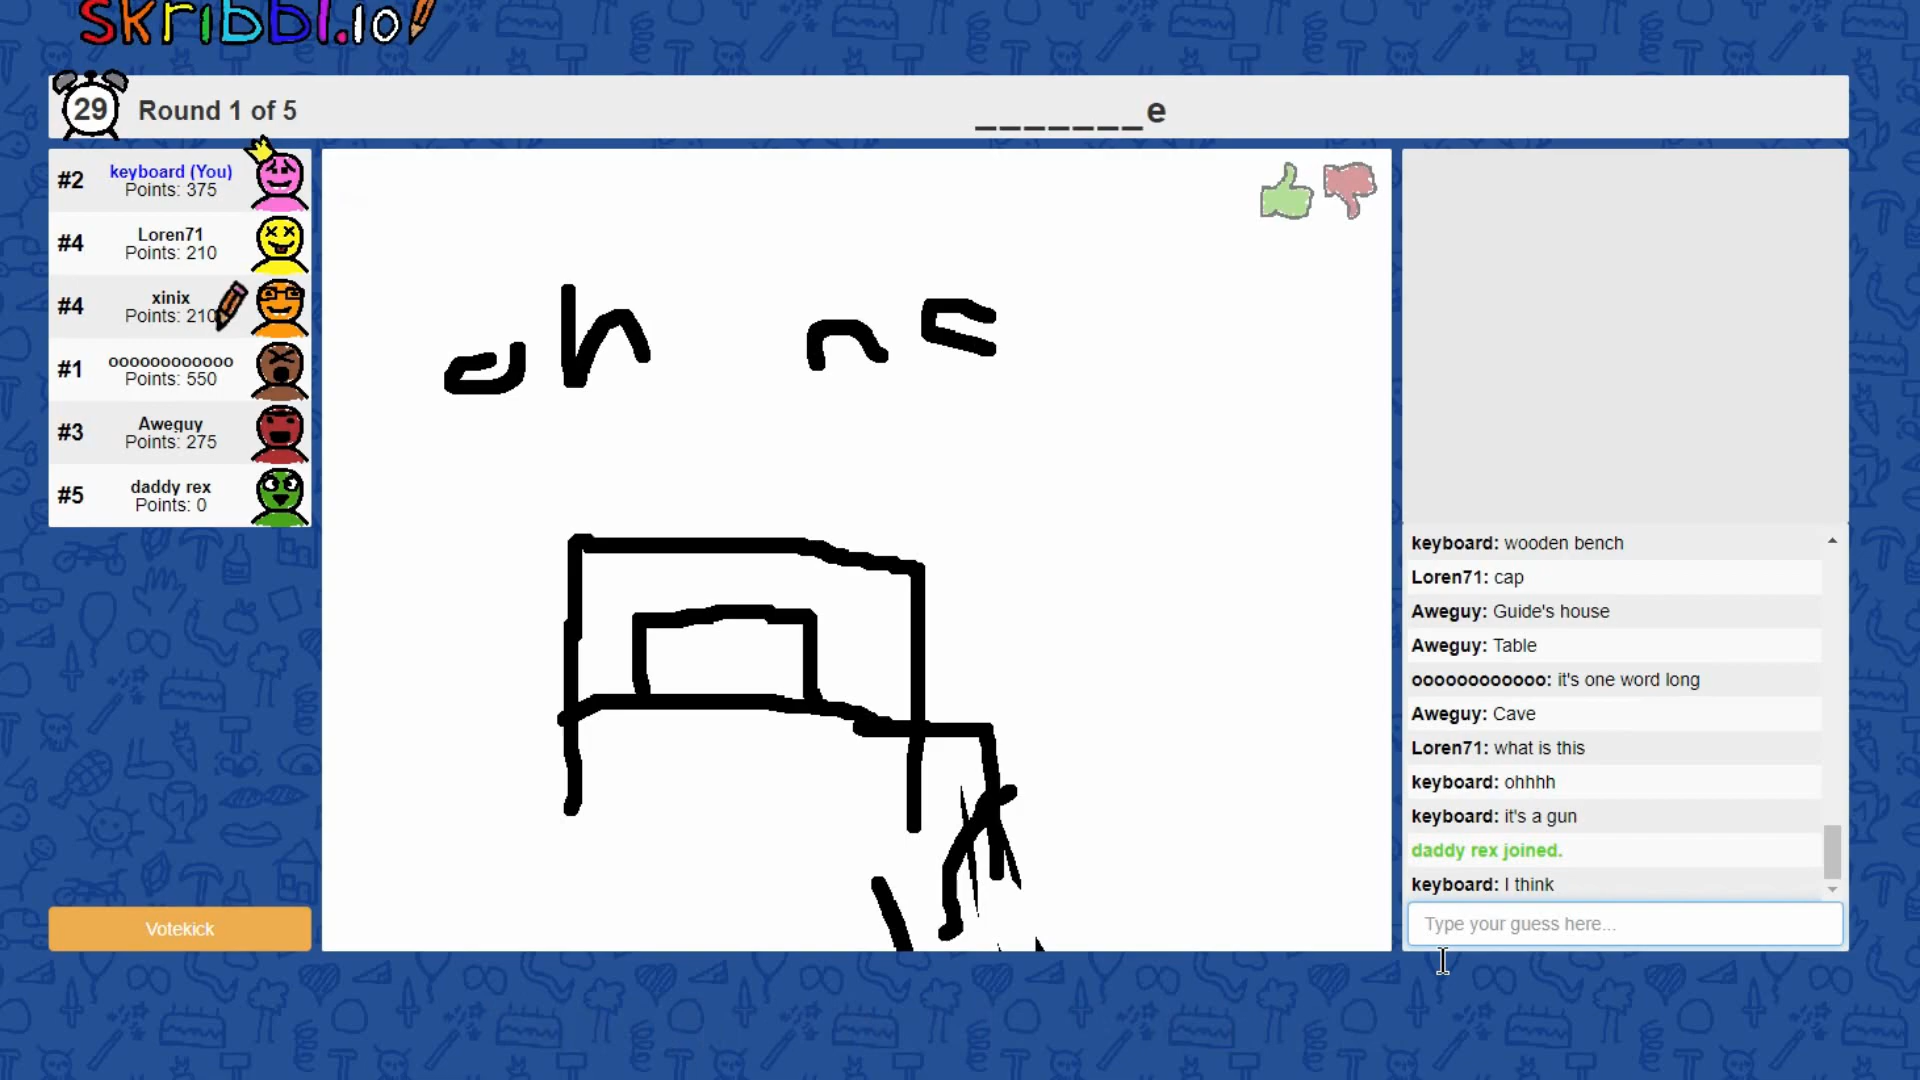 skribbl.io
29 Round 1 of 5 _______e
#2 keyboard (You)
Points: 375
#4 Loren71
Points: 210
#4 xinix
Points: 210
#1 oooooooooooo
Points: 550
#3 Aweguy
Points: 275
#5 daddy rex
Points: 0
Votekick
oh no
keyboard: wooden bench
Loren71: cap
Aweguy: Guide's house
Aweguy: Table
oooooooooooo: it's one word long
Aweguy: Cave
Loren71: what is this
keyboard: ohhhh
keyboard: it's a gun
daddy rex joined.
keyboard: I think
Type your guess here...